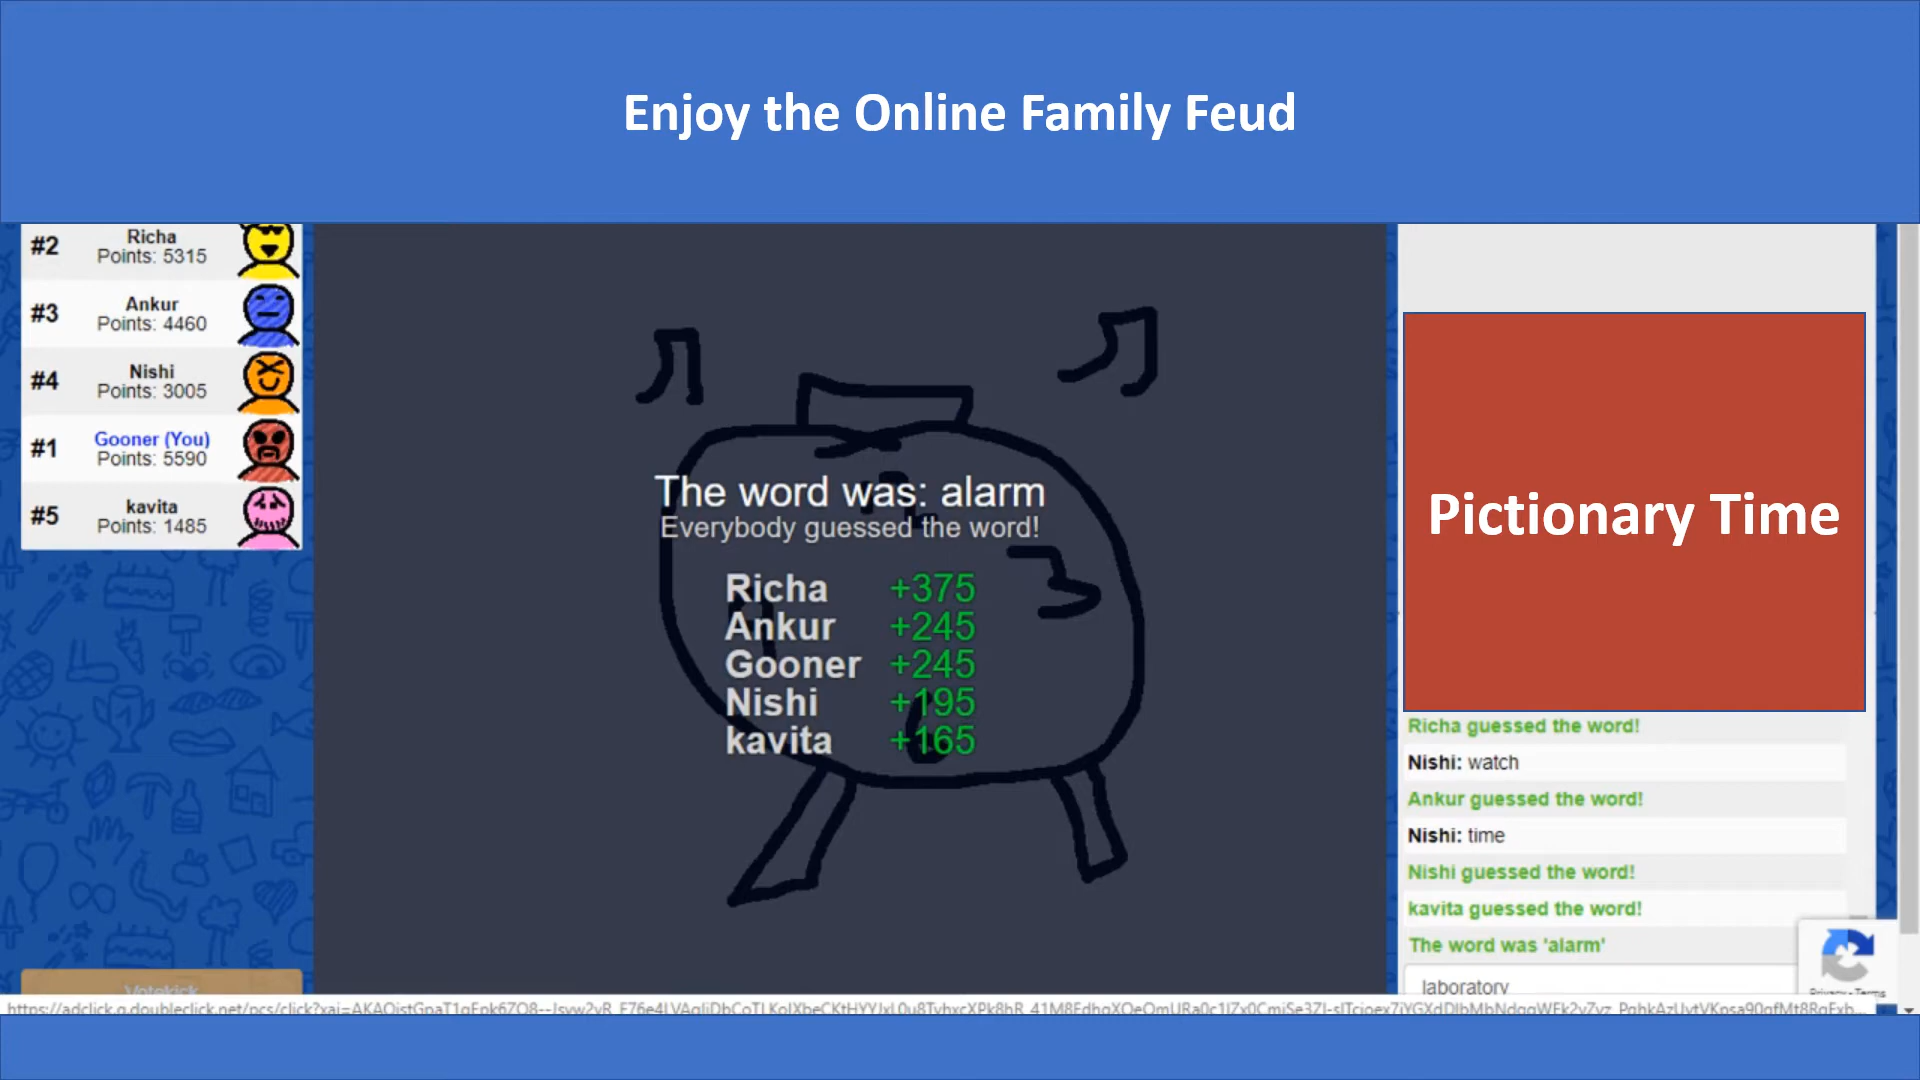 Enjoy the Online Family Feud
#2
Richa
Points: 5315
#3
Ankur
Points: 4460
#4
Nishi
Points: 3005
#1
Gooner (You)
Points: 5590
#5
kavita
Points: 1485
Votekick
The word was: alarm
Everybody guessed the word!
Richa +375
Ankur +245
Gooner +245
Nishi +195
kavita +165
Pictionary Time
Richa guessed the word!
Nishi: watch
Ankur guessed the word!
Nishi: time
Nishi guessed the word!
kavita guessed the word!
The word was 'alarm'
laboratory
Privacy - Terms